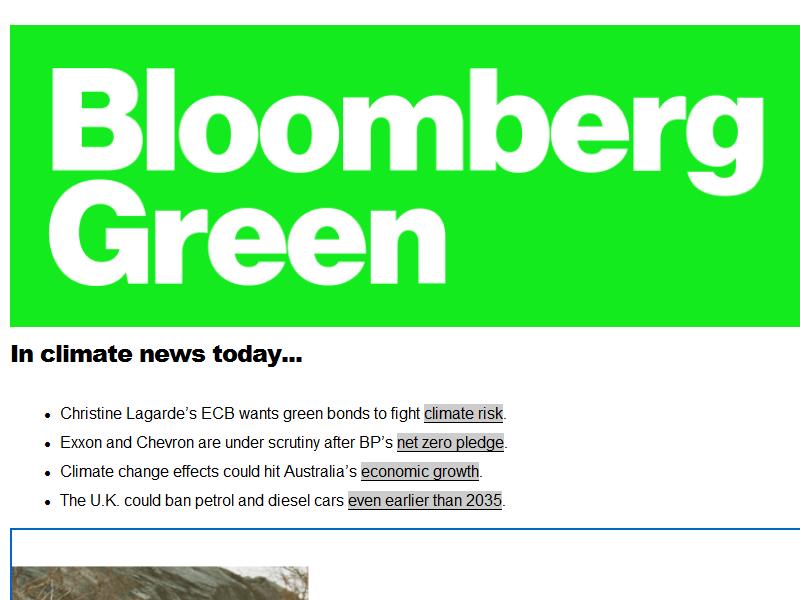 Bloomberg
Green
In climate news today...
• Christine Lagarde’s ECB wants green bonds to fight climate risk.
• Exxon and Chevron are under scrutiny after BP’s net zero pledge.
• Climate change effects could hit Australia’s economic growth.
• The U.K. could ban petrol and diesel cars even earlier than 2035.